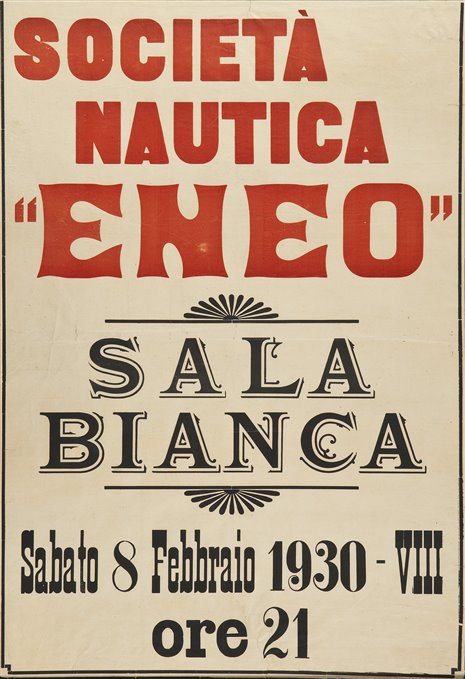 SOCIETÀ
NAUTICA
"ENEO"
SALA
BIANCA
Sabato 8 Febbraio 1930 - VIII
ore 21